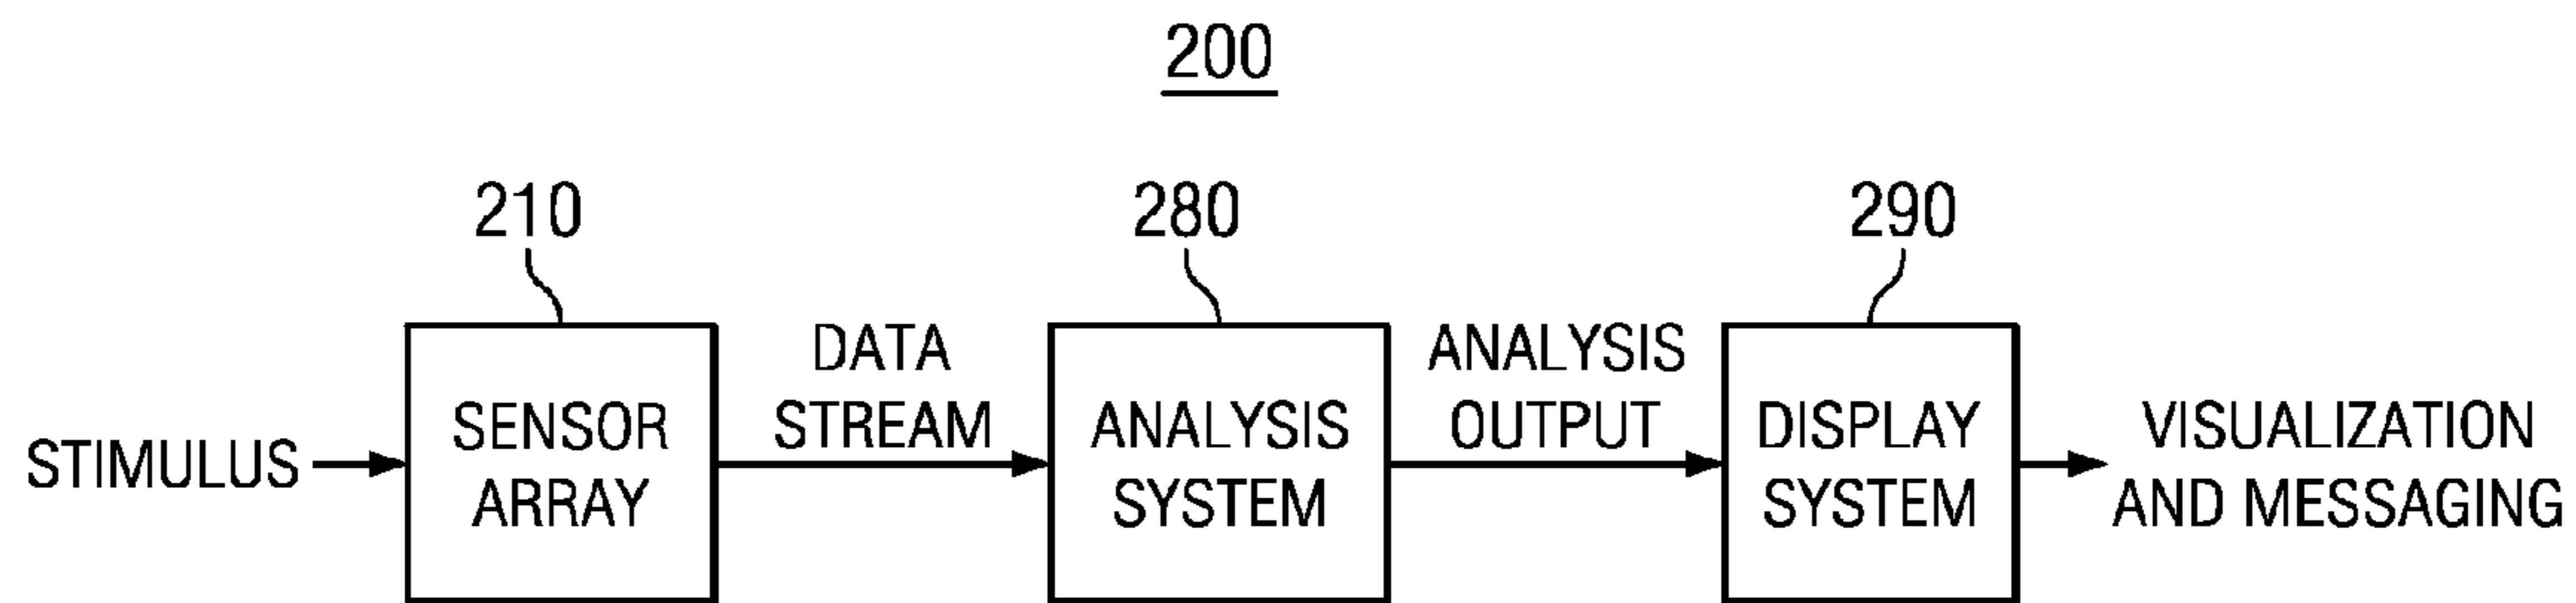 200
210
280
290
STIMULUS
SENSOR
ARRAY
DATA
STREAM
ANALYSIS
SYSTEM
ANALYSIS
OUTPUT
DISPLAY
SYSTEM
VISUALIZATION
AND MESSAGING